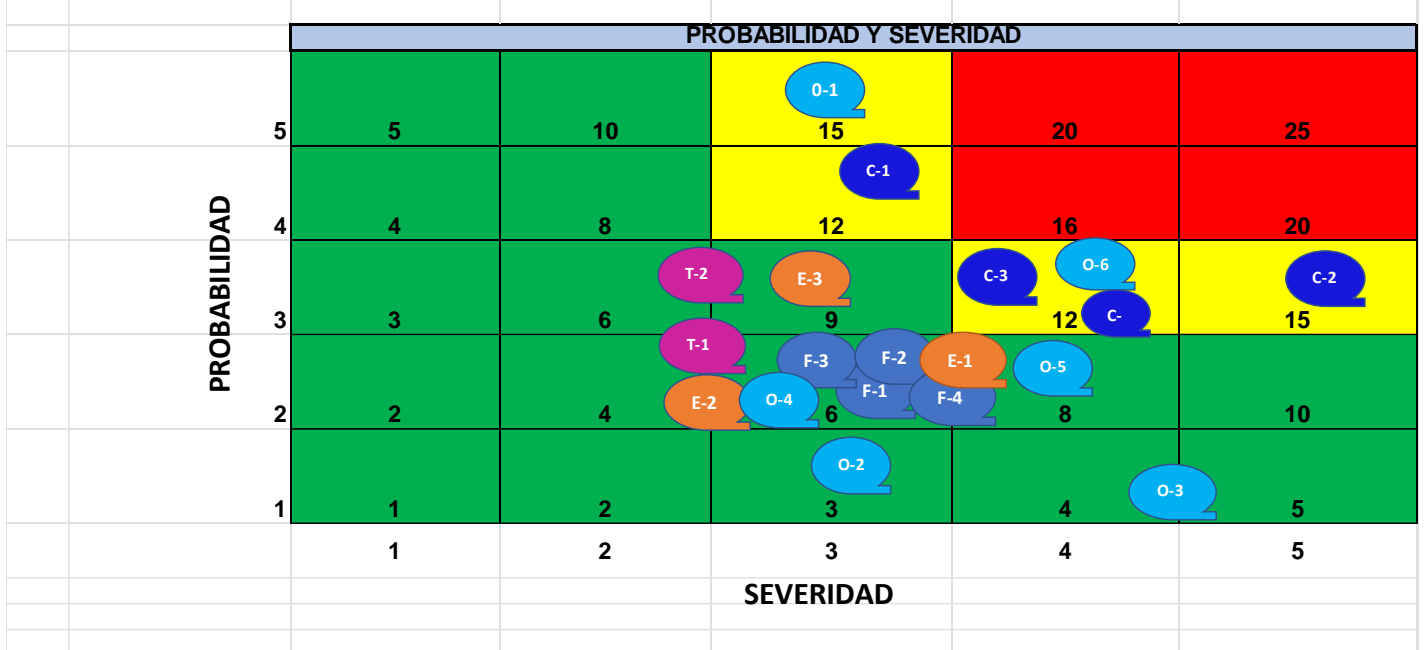 PROBABILIDAD Y SEVERIDAD
0-1
5 5 10 15 20 25
C-1
4 4 8 12 16 20
PROBABILIDAD
T-2 E-3 C-3 O-6 C-2
3 3 6 9 12 C- 15
T-1 F-3 F-2 E-1 O-5
E-2 O-4 F-1 F-4
2 2 4 6 8 10
O-2
O-3
1 1 2 3 4 5
1 2 3 4 5
SEVERIDAD